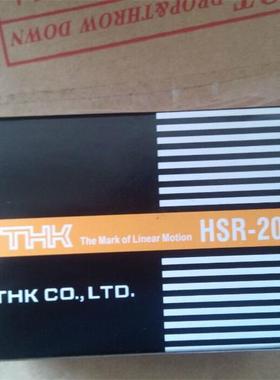 T DROP&THROW DOWN
THK The Mark of Linear Motion HSR-20
THK CO.,LTD.